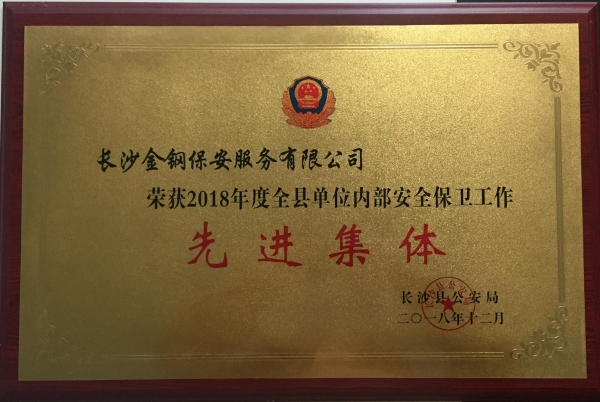 长沙金钢保安服务有限公司
荣获2018年度全县单位内部安全保卫工作
先进集体
长沙县公安局
二〇一八年十二月